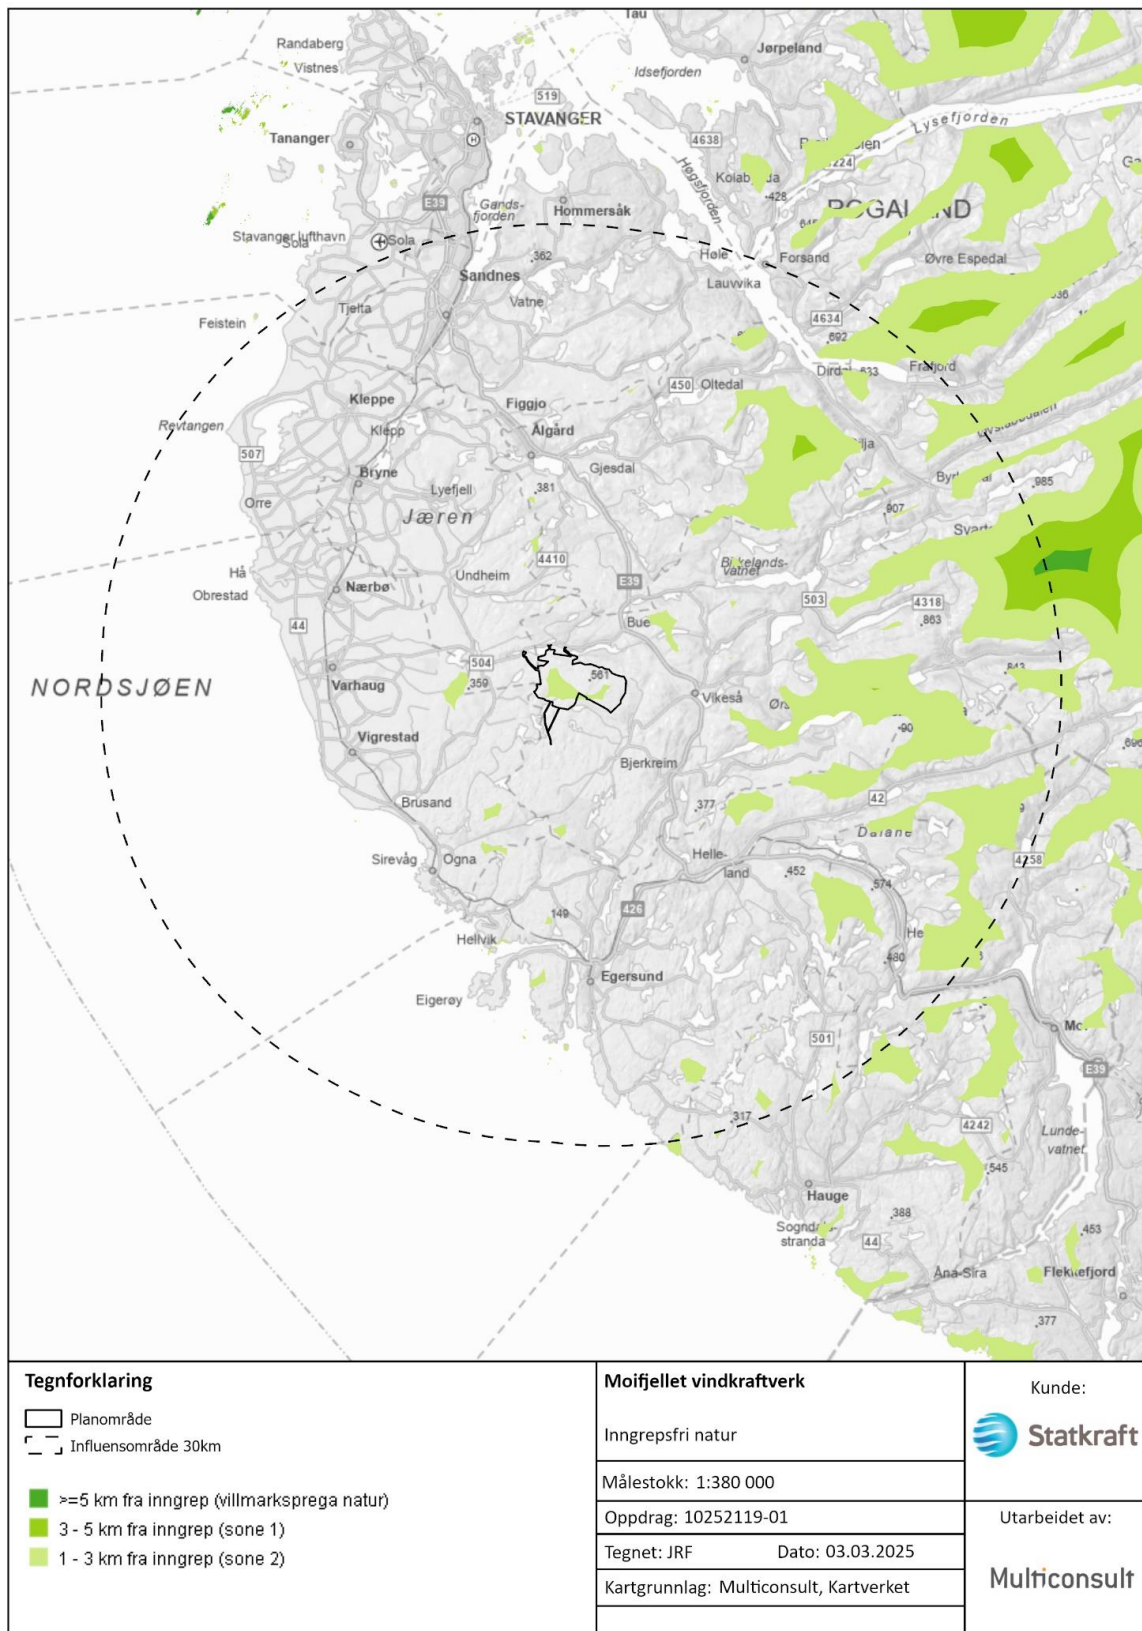 Tau
Randaberg
Vistnes
Jørpeland
Idsefjorden
519
STAVANGER
Tananger
H
4638
Lysefjorden
Høgsfjorden
428
E39
Gands-
fjorden
Hommersåk
ROGALAND
Stavanger lufthavn
Sola
Sola
362
Høle
Forsand
Øvre Espedal
Sandnes
Lauvvika
Tjelta
Vatne
Feistein
4634
692
Frafjord
633
450
Oltedal
Kleppe
Figgjo
Revtangen
Klepp
Ålgård
507
Gjesdal
Bryne
Lyefjell
381
985
Orre
Jæren
907
4410
Hå
Undheim
E39
503
4318
Obrestad
Nærbø
863
44
Bue
504
561
NORDSJØEN
Varhaug
359
Vikeså
Vigrestad
Bjerkreim
Brusand
377
42
Dalane
Sirevåg
Ogna
Helle-
land
452
574
4258
149
426
Hellvik
480
Egersund
Eigerøy
501
E39
317
4242
Lunde-
vatnet
545
Hauge
388
stranda
44
453
Åna-Sira
Flekkefjord
377
Tegnforklaring
Planområde
Influensområde 30km
>=5 km fra inngrep (villmarksprega natur)
3 - 5 km fra inngrep (sone 1)
1 - 3 km fra inngrep (sone 2)
Moifjellet vindkraftverk
Inngrepsfri natur
Målestokk: 1:380 000
Oppdrag: 10252119-01
Tegnet: JRF Dato: 03.03.2025
Kartgrunnlag: Multiconsult, Kartverket
Kunde:
Statkraft
Utarbeidet av:
Multiconsult